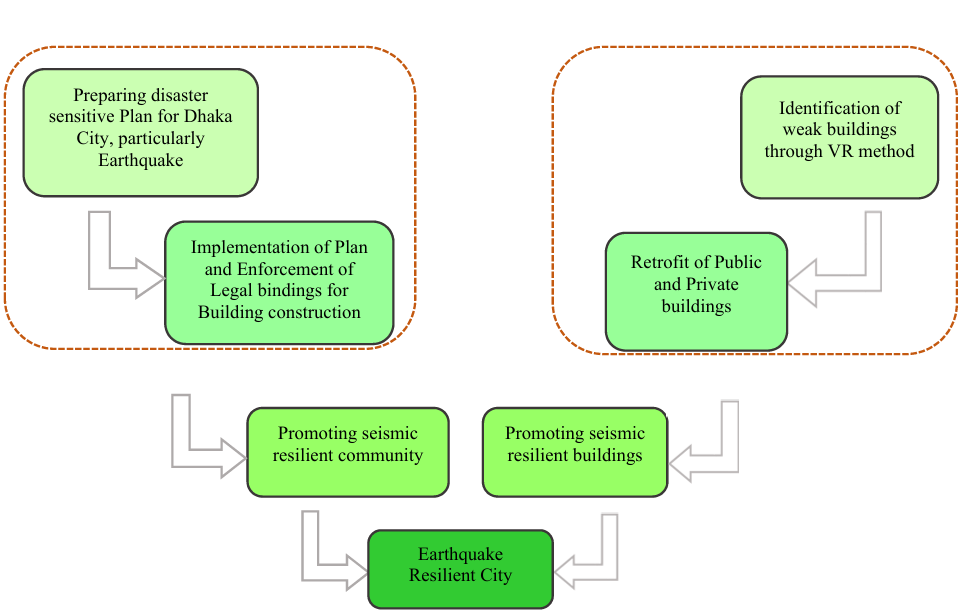 Preparing disaster
sensitive Plan for Dhaka
City, particularly
Earthquake
Identification of
weak buildings
through VR method
Implementation of Plan
and Enforcement of
Legal bindings for
Building construction
Retrofit of Public
and Private
buildings
Promoting seismic
resilient community
Promoting seismic
resilient buildings
Earthquake
Resilient City